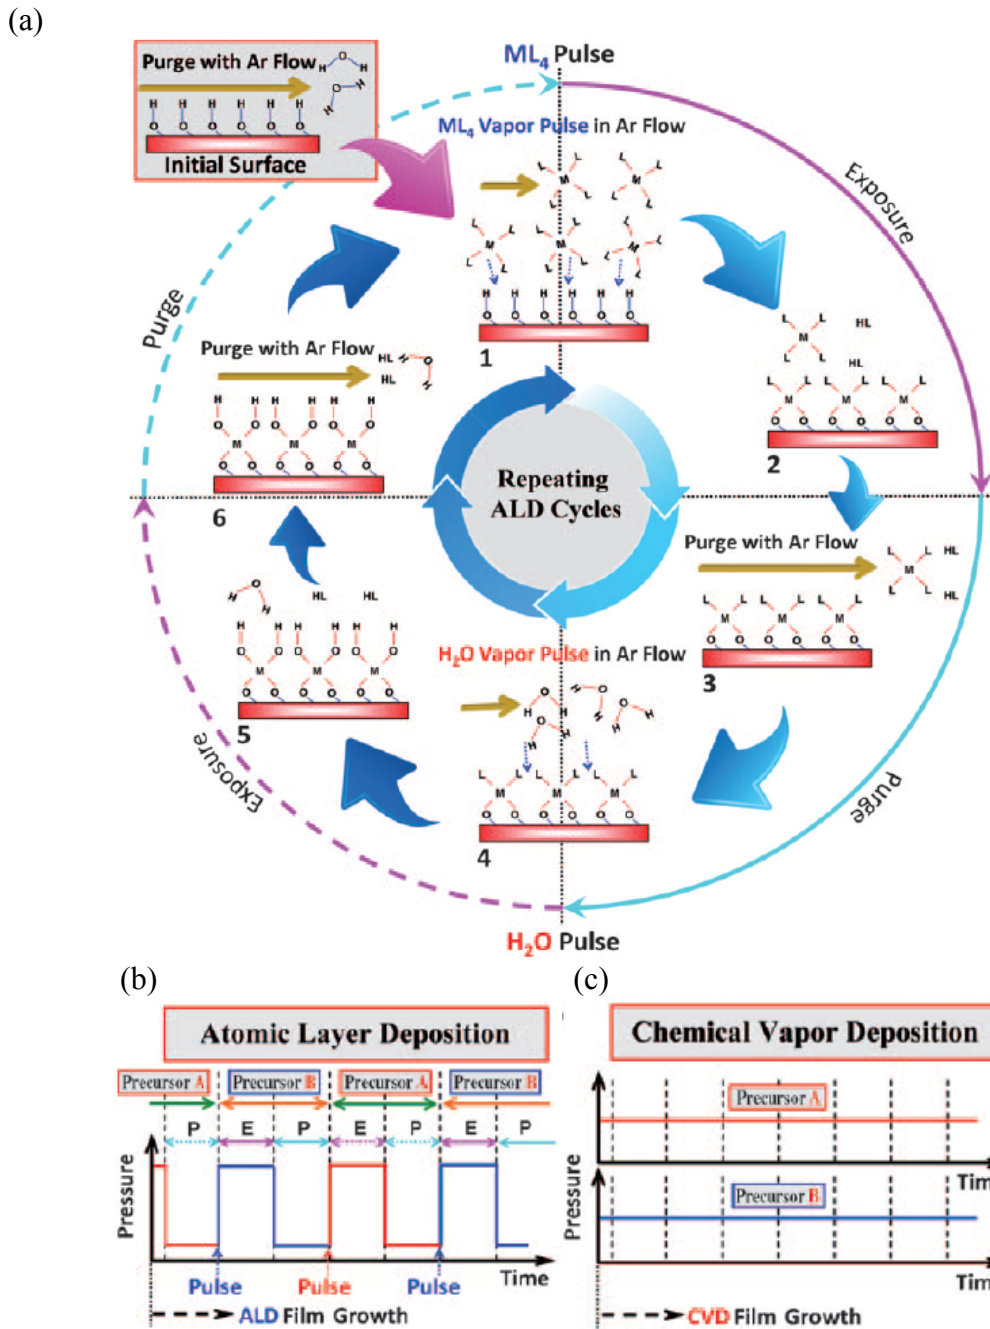 (a)
Purge with Ar Flow
H O H
O H H
H H H H H H
O O O O O O
Initial Surface
ML₄ Pulse
ML₄ Vapor Pulse in Ar Flow
L L L L
M M
L L L L
L L L L L L
M M M
L L L L L L
H H H H H H
O O O O O O
1
Exposure
L L HL
M
L L HL
L L L L L L
M M M
O O O O O O
2
Purge with Ar Flow
L L HL
M
L L HL
L L L L L L
M M M
O O O O O O
3
Purge
H₂O Vapor Pulse in Ar Flow
O H H
O H H
O H H
O H H
L L L L L L
M M M
O O O O O O
4
H₂O Pulse
Exposure
O H H HL HL
H H H H H H
O O O O O O
M M M
O O O O O O
5
Purge with Ar Flow
HL H O
HL H
H H H H H H
O O O O O O
M M M
O O O O O O
6
Purge
Repeating
ALD Cycles
(b)
Atomic Layer Deposition
Precursor A Precursor B Precursor A Precursor B
P E P E P E P
Pressure
Time
Pulse Pulse Pulse
ALD Film Growth
(c)
Chemical Vapor Deposition
Precursor A
Tim
Precursor B
Pressure
Tim
CVD Film Growth